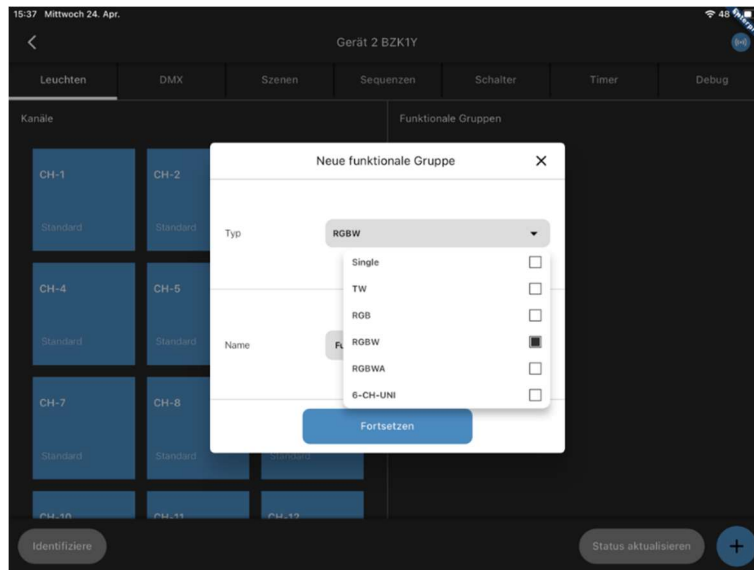 15:37 Mittwoch 24. Apr.
48
Gerät 2 BZK1Y
Leuchten DMX Szenen Sequenzen Schalter Timer Debug
Kanäle Funktionale Gruppen
Neue funktionale Gruppe
CH-1 CH-2
Standard Standard
Typ RGBW
Single
TW
RGB
RGBW
RGBWA
6-CH-UNI
CH-4 CH-5
Standard Standard
Name
CH-7 CH-8
Fortsetzen
Standard Standard Standard
CH-10 CH-11 CH-12
Identifiziere Status aktualisieren